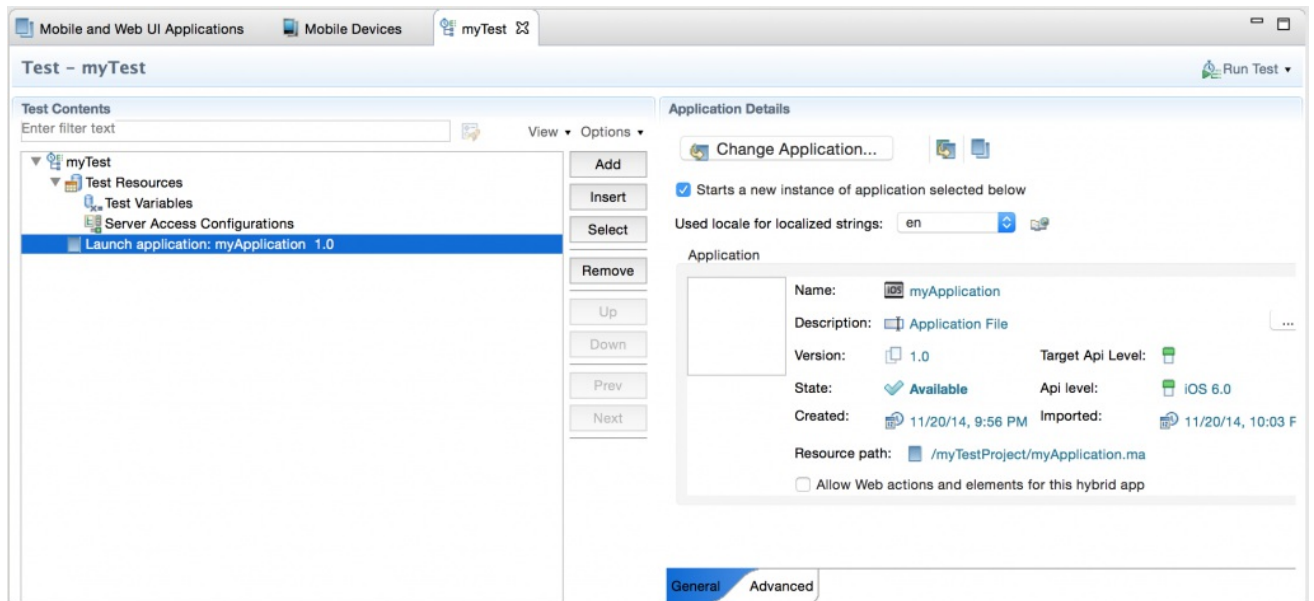 Mobile and Web UI Applications
Mobile Devices
myTest
Test – myTest
Run Test
Test Contents
Enter filter text
View
Options
myTest
Test Resources
Test Variables
Server Access Configurations
Launch application: myApplication 1.0
Add
Insert
Select
Remove
Up
Down
Prev
Next
Application Details
Change Application...
Starts a new instance of application selected below
Used locale for localized strings: en
Application
Name: iOS myApplication
Description: Application File
...
Version: 1.0 Target Api Level:
State: Available Api level: iOS 6.0
Created: 11/20/14, 9:56 PM Imported: 11/20/14, 10:03 P
Resource path: /myTestProject/myApplication.ma
Allow Web actions and elements for this hybrid app
General
Advanced